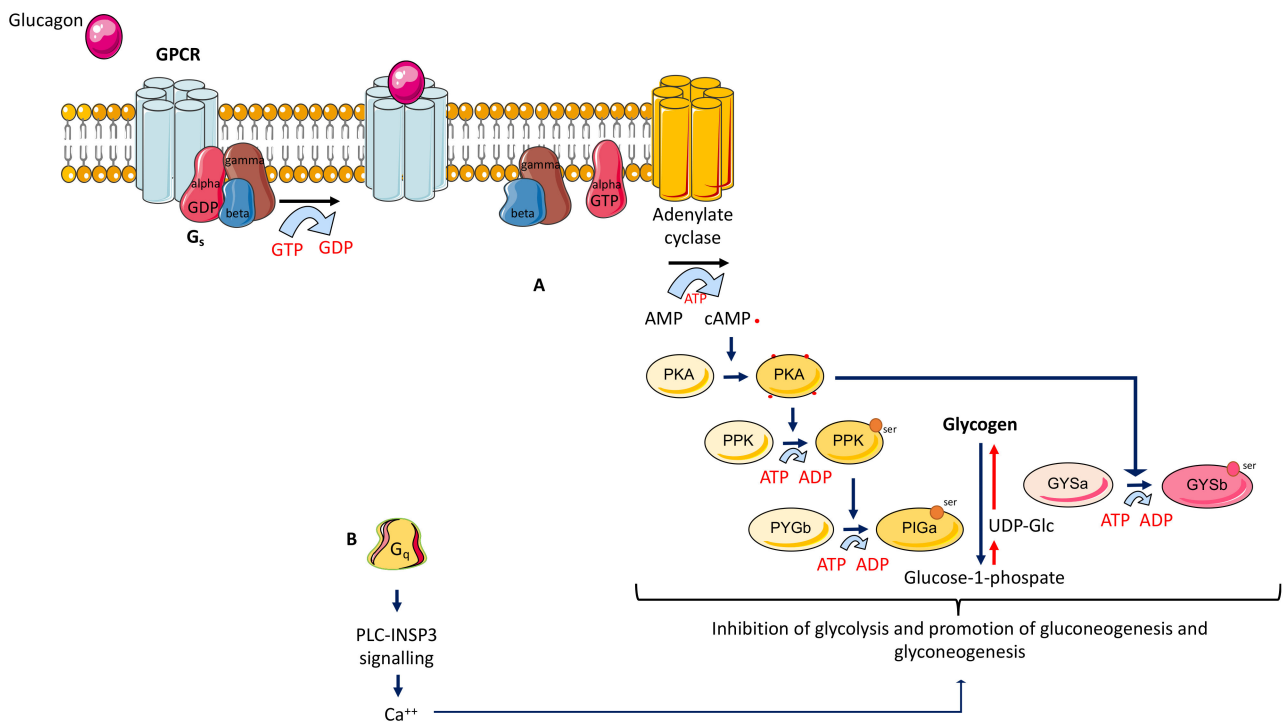 Glucagon
GPCR
alpha
gamma
GDP
beta
Gs
GTP
GDP
gamma
beta
alpha
GTP
Adenylate
cyclase
A
ATP
AMP
cAMP
PKA
PKA
PPK
PPK
ser
ATP
ADP
Glycogen
GYSa
GYSb
ser
ATP
ADP
PYGb
PIGa
ser
UDP-Glc
ATP
ADP
Glucose-1-phospate
B
Gq
PLC-INSP3
signalling
Ca++
Inhibition of glycolysis and promotion of gluconeogenesis and
glyconeogenesis